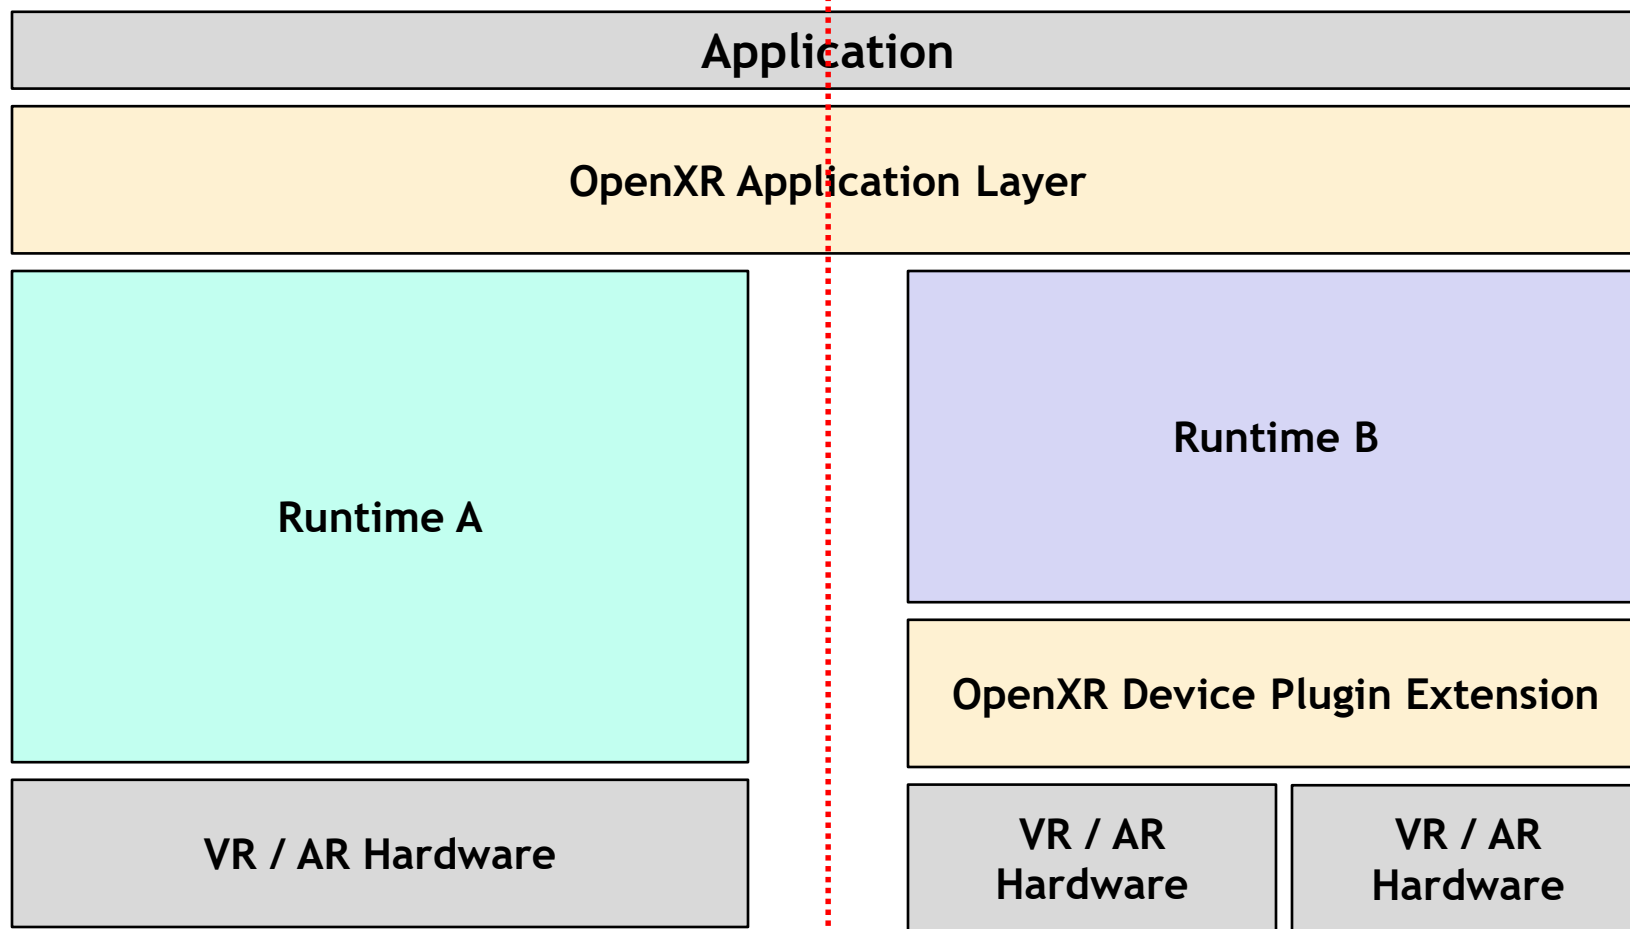 Application
OpenXR Application Layer
Runtime A
Runtime B
OpenXR Device Plugin Extension
VR / AR Hardware
VR / AR
Hardware
VR / AR
Hardware